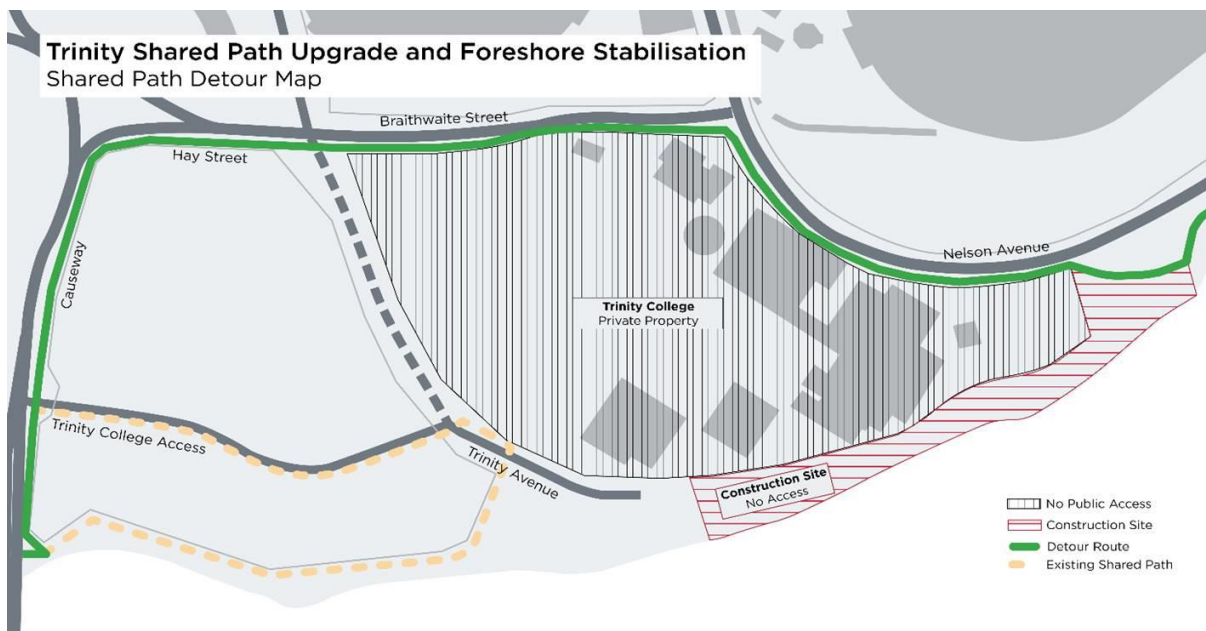 Trinity Shared Path Upgrade and Foreshore Stabilisation
Shared Path Detour Map
Braithwaite Street
Hay Street
Causeway
Nelson Avenue
Trinity College
Private Property
Trinity College Access
Trinity Avenue
Construction Site
No Access
No Public Access
Construction Site
Detour Route
Existing Shared Path